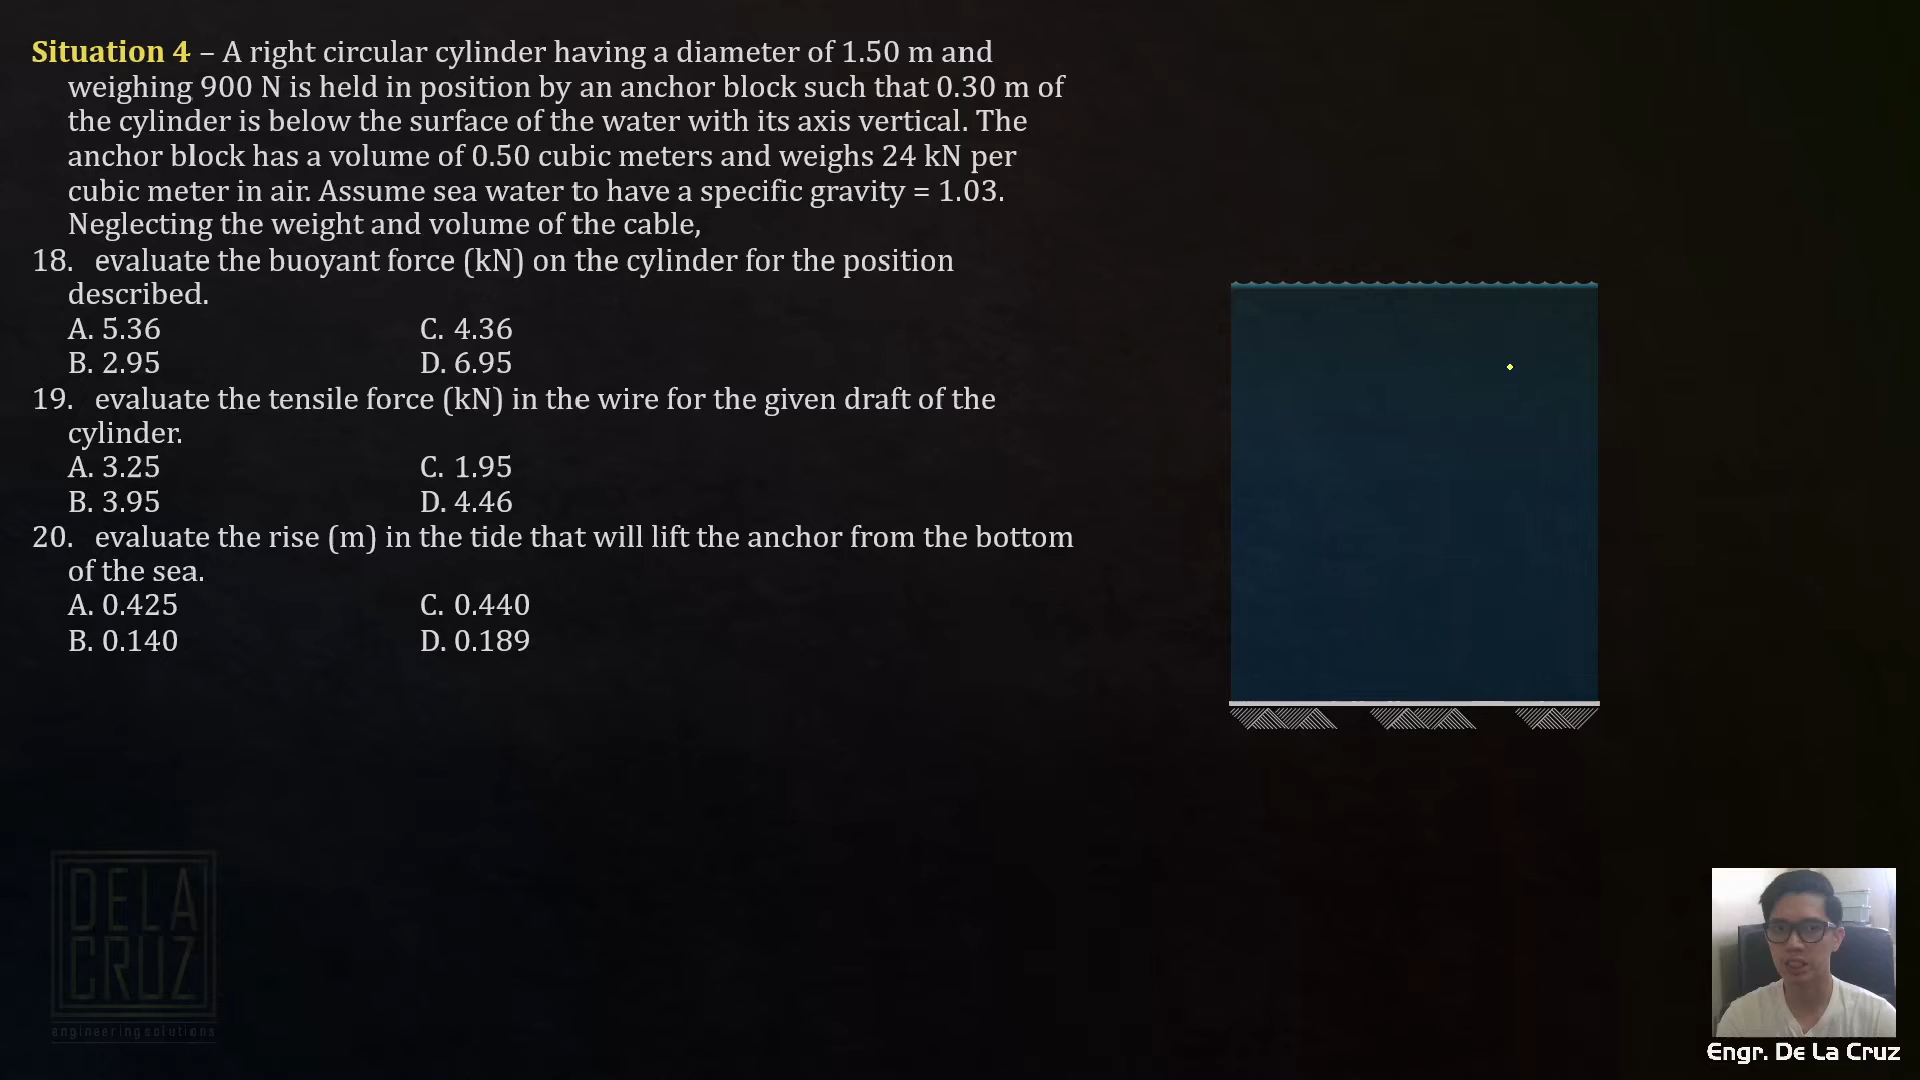 Situation 4 – A right circular cylinder having a diameter of 1.50 m and
weighing 900 N is held in position by an anchor block such that 0.30 m of
the cylinder is below the surface of the water with its axis vertical. The
anchor block has a volume of 0.50 cubic meters and weighs 24 kN per
cubic meter in air. Assume sea water to have a specific gravity = 1.03.
Neglecting the weight and volume of the cable,
18. evaluate the buoyant force (kN) on the cylinder for the position
described.
A. 5.36 C. 4.36
B. 2.95 D. 6.95
19. evaluate the tensile force (kN) in the wire for the given draft of the
cylinder.
A. 3.25 C. 1.95
B. 3.95 D. 4.46
20. evaluate the rise (m) in the tide that will lift the anchor from the bottom
of the sea.
A. 0.425 C. 0.440
B. 0.140 D. 0.189
DELA
CRUZ
engineering solutions
Engr. De La Cruz